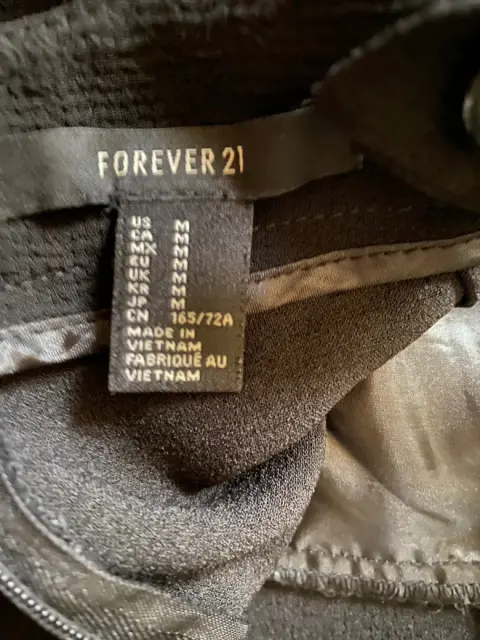 FOREVER 21
US M
CA M
MX M
EU M
UK M
KR M
JP M
CN 165/72A
MADE IN
VIETNAM
FABRIQUÉ AU
VIETNAM